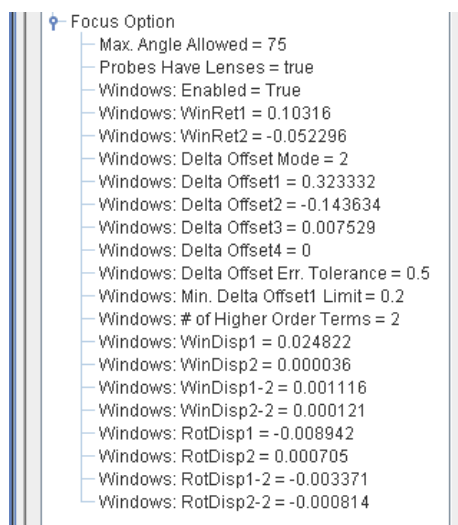 Focus Option
Max. Angle Allowed = 75
Probes Have Lenses = true
Windows: Enabled = True
Windows: WinRet1 = 0.10316
Windows: WinRet2 = -0.052296
Windows: Delta Offset Mode = 2
Windows: Delta Offset1 = 0.323332
Windows: Delta Offset2 = -0.143634
Windows: Delta Offset3 = 0.007529
Windows: Delta Offset4 = 0
Windows: Delta Offset Err. Tolerance = 0.5
Windows: Min. Delta Offset1 Limit = 0.2
Windows: # of Higher Order Terms = 2
Windows: WinDisp1 = 0.024822
Windows: WinDisp2 = 0.000036
Windows: WinDisp1-2 = 0.001116
Windows: WinDisp2-2 = 0.000121
Windows: RotDisp1 = -0.008942
Windows: RotDisp2 = 0.000705
Windows: RotDisp1-2 = -0.003371
Windows: RotDisp2-2 = -0.000814